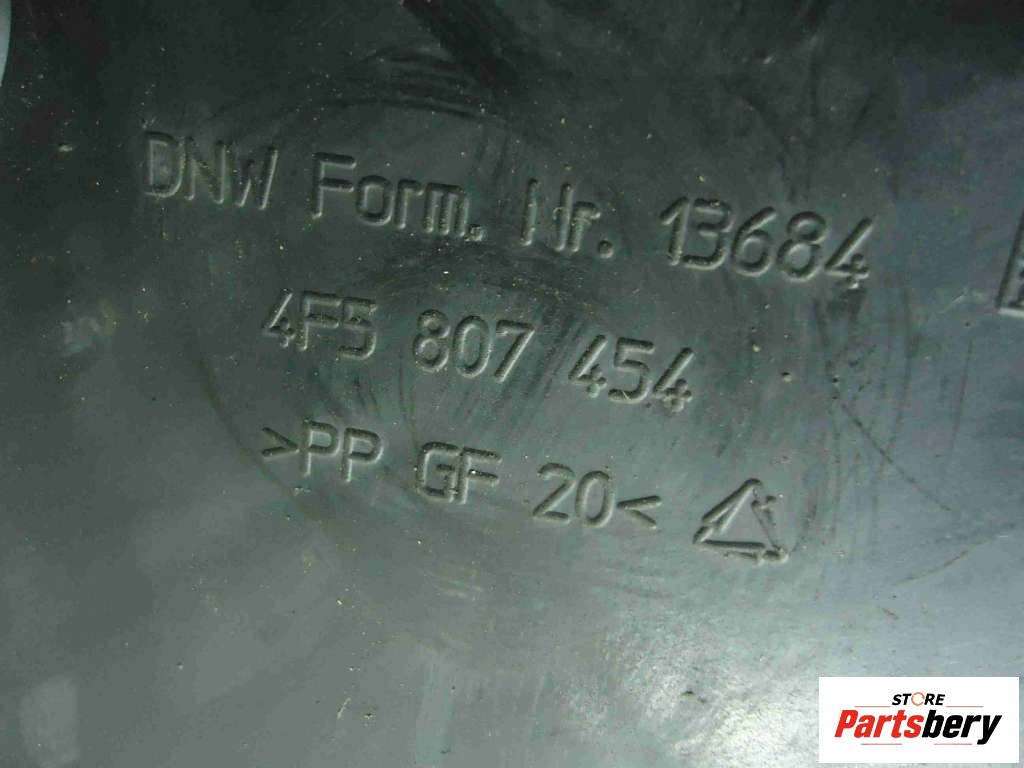 DNW Form. Nr. 13684
4F5 807 454
>PP GF 20<
STORE
Partsbery